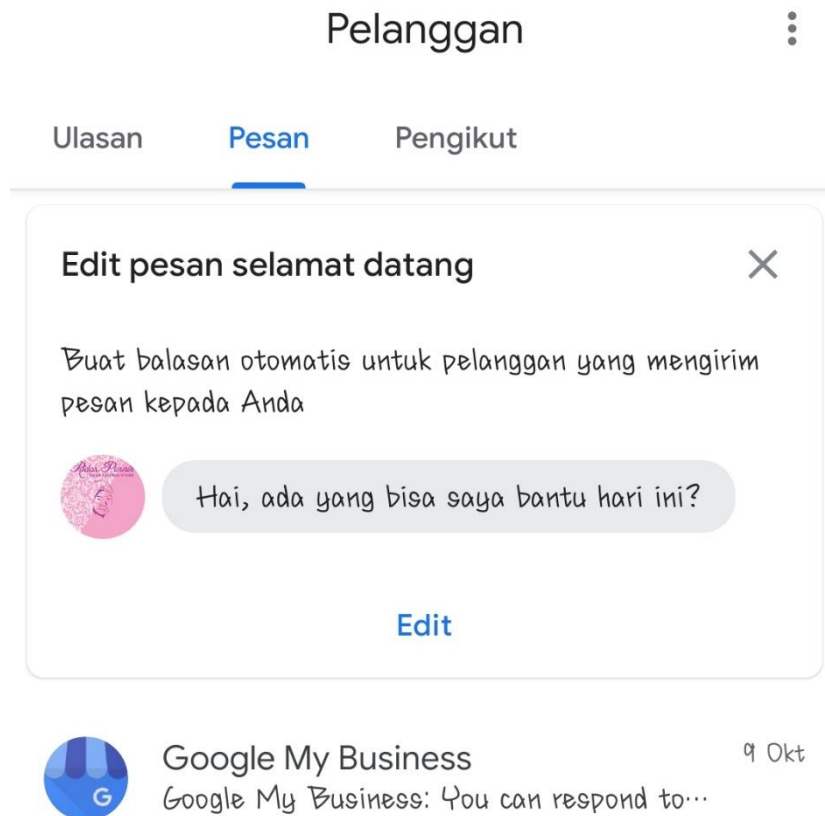 Pelanggan
Ulasan Pesan Pengikut
Edit pesan selamat datang
Buat balasan otomatis untuk pelanggan yang mengirim
pesan kepada Anda
Hai, ada yang bisa saya bantu hari ini?
Edit
Google My Business 9 Okt
Google My Business: You can respond to…